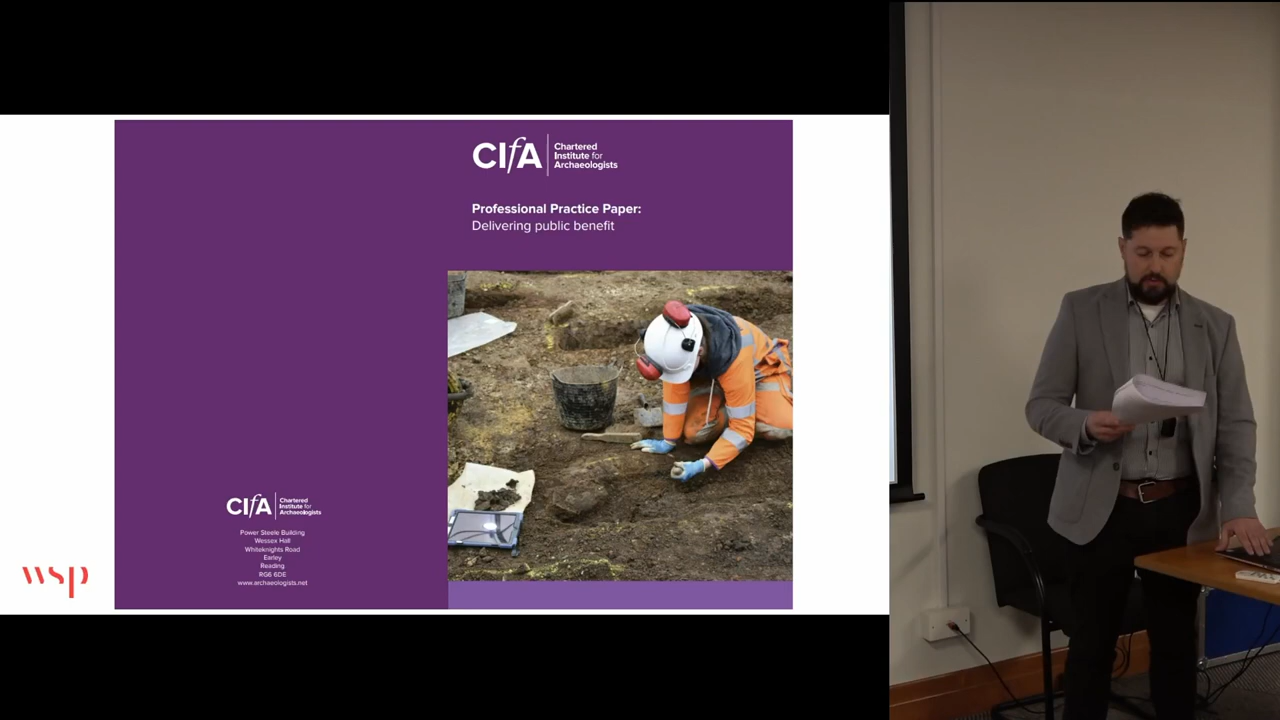 CIfA
Chartered
Institute for
Archaeologists
Professional Practice Paper:
Delivering public benefit
CIfA
Chartered
Institute for
Archaeologists
Power Steele Building
Wessex Hall
Whiteknights Road
Earley
Reading
RG6 6DE
www.archaeologists.net
wsp